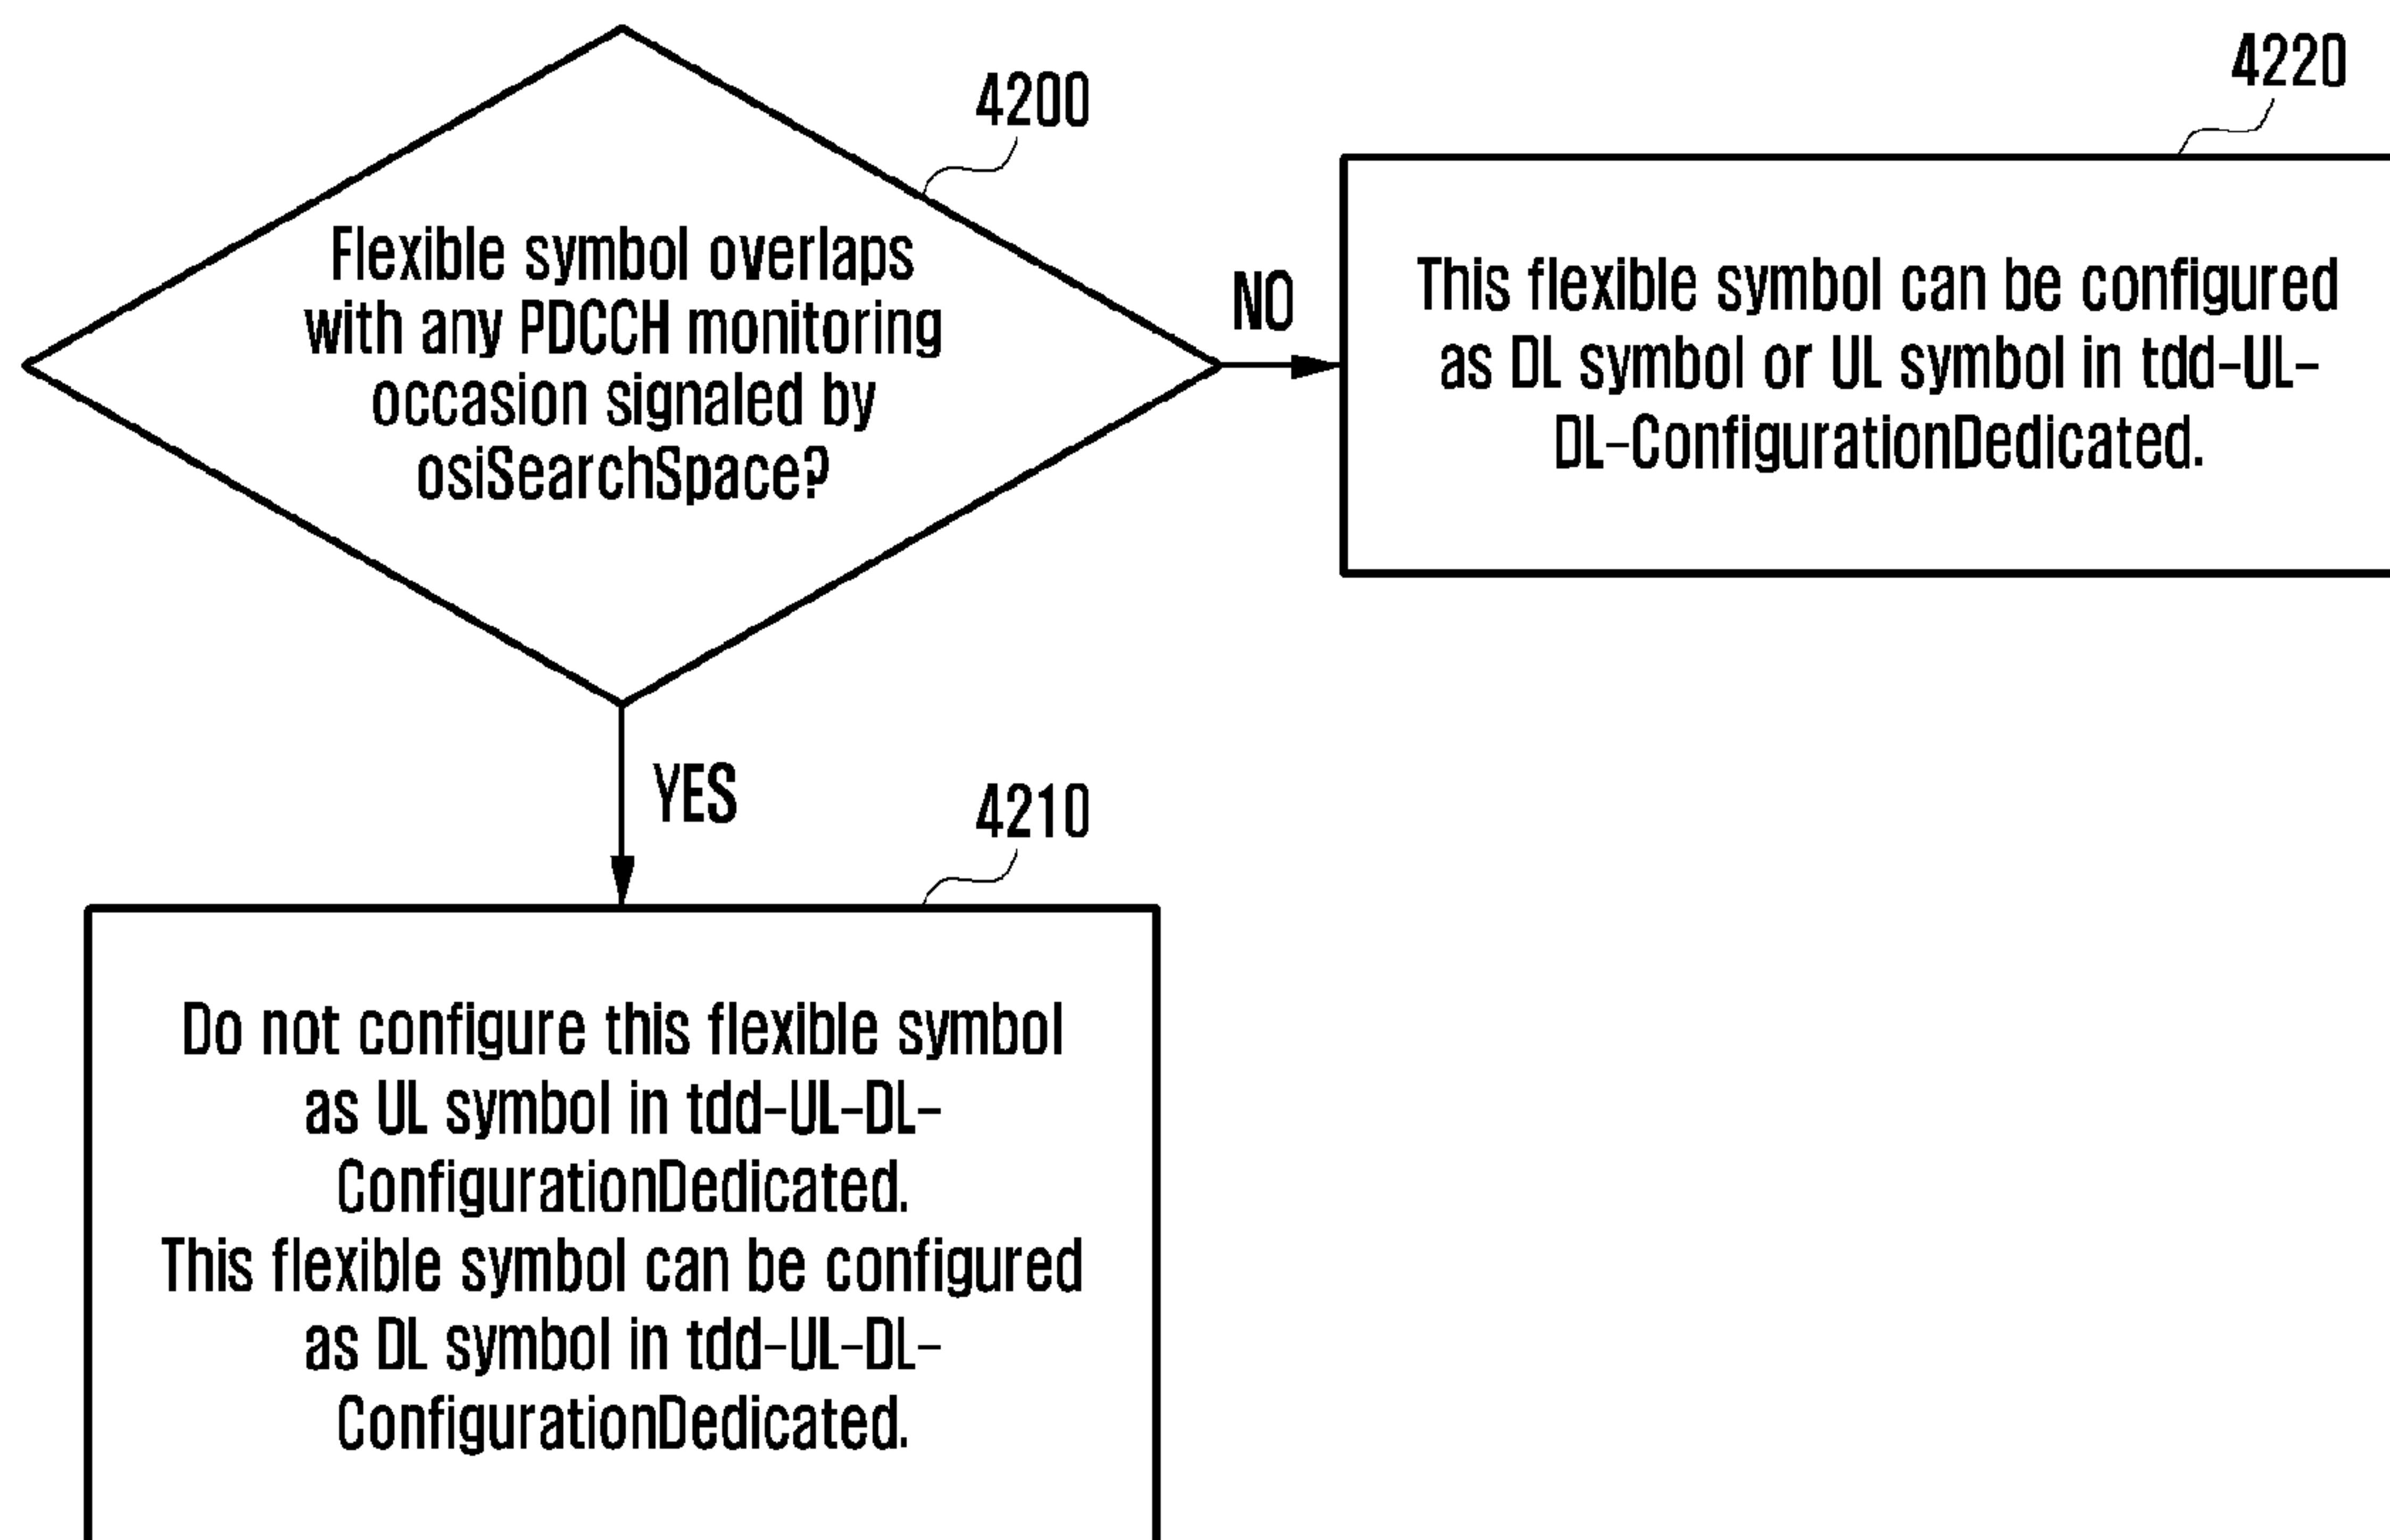 4200
Flexible symbol overlaps
with any PDCCH monitoring
occasion signaled by
osiSearchSpace?
NO
4220
This flexible symbol can be configured
as DL symbol or UL symbol in tdd-UL-
DL-ConfigurationDedicated.
YES
4210
Do not configure this flexible symbol
as UL symbol in tdd-UL-DL-
ConfigurationDedicated.
This flexible symbol can be configured
as DL symbol in tdd-UL-DL-
ConfigurationDedicated.